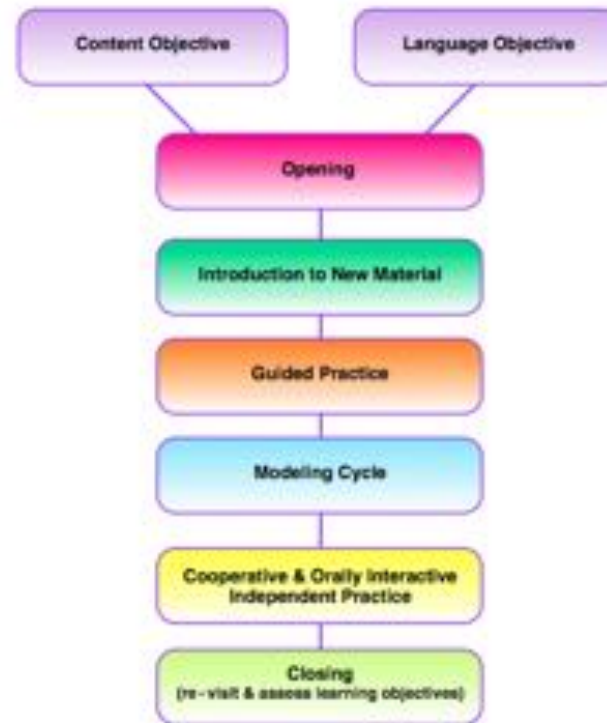 Content Objective
Language Objective
Opening
Introduction to New Material
Guided Practice
Modeling Cycle
Cooperative & Orally Interactive
Independent Practice
Closing
(re-visit & assess learning objectives)